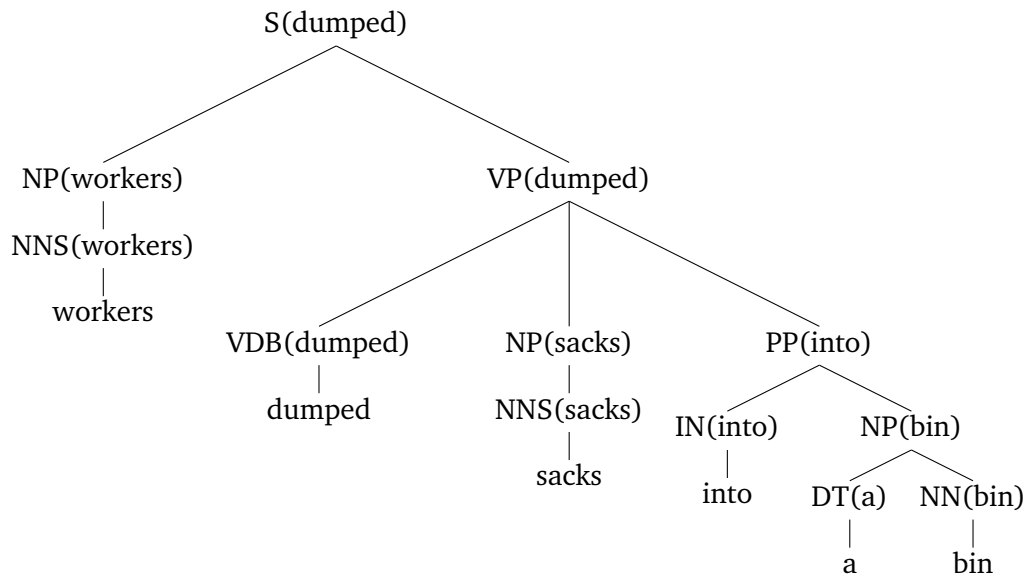 S(dumped)
NP(workers) VP(dumped)
NNS(workers)
workers
VDB(dumped) NP(sacks) PP(into)
dumped NNS(sacks)
IN(into) NP(bin)
sacks
into DT(a) NN(bin)
a bin